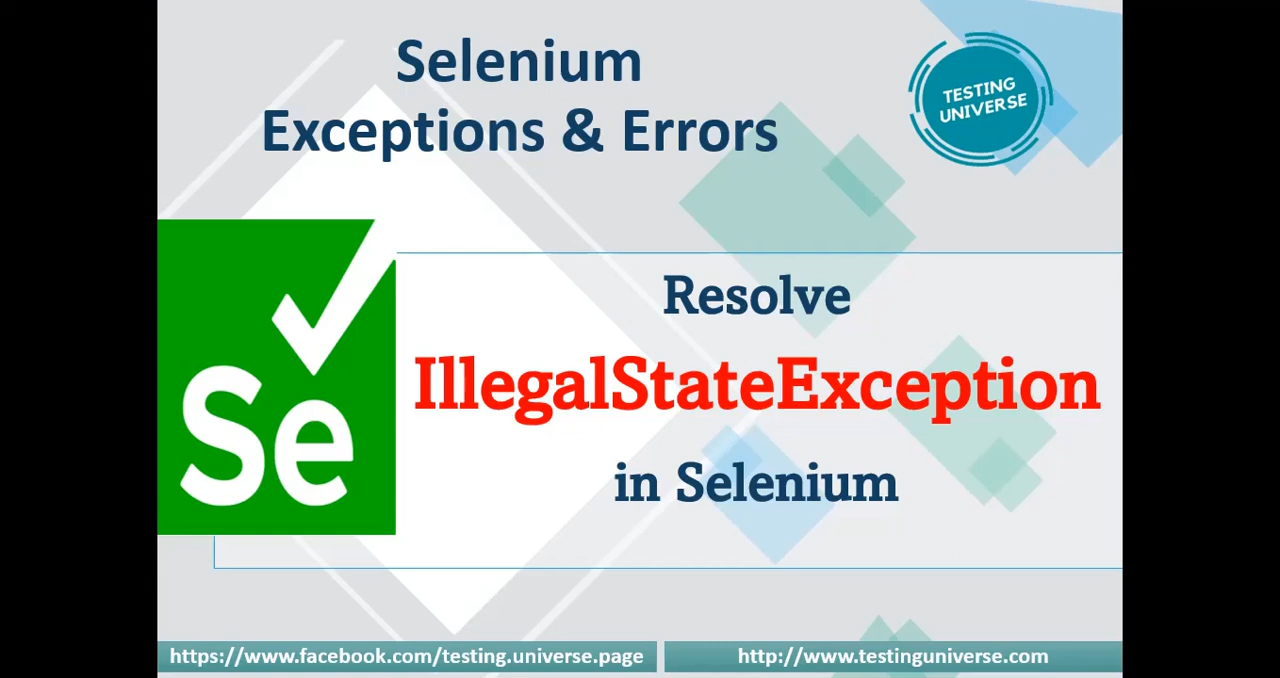 Selenium
Exceptions & Errors
TESTING
UNIVERSE
Se
Resolve
IllegalStateException
in Selenium
https://www.facebook.com/testing.universe.page
http://www.testinguniverse.com